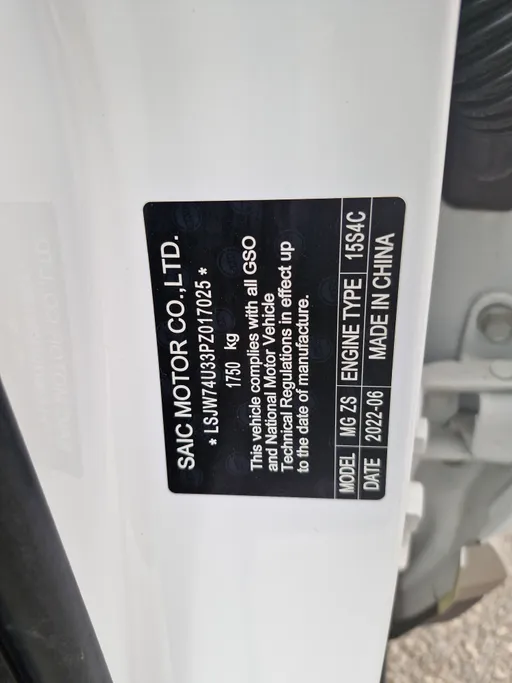 SAIC MOTOR CO.,LTD.
* LSJW74U33PZ017025 *
1750 kg
This vehicle complies with all GSO
and National Motor Vehicle
Technical Regulations in effect up
to the date of manufacture.
MODEL MG ZS ENGINE TYPE 15S4C
DATE 2022-06 MADE IN CHINA